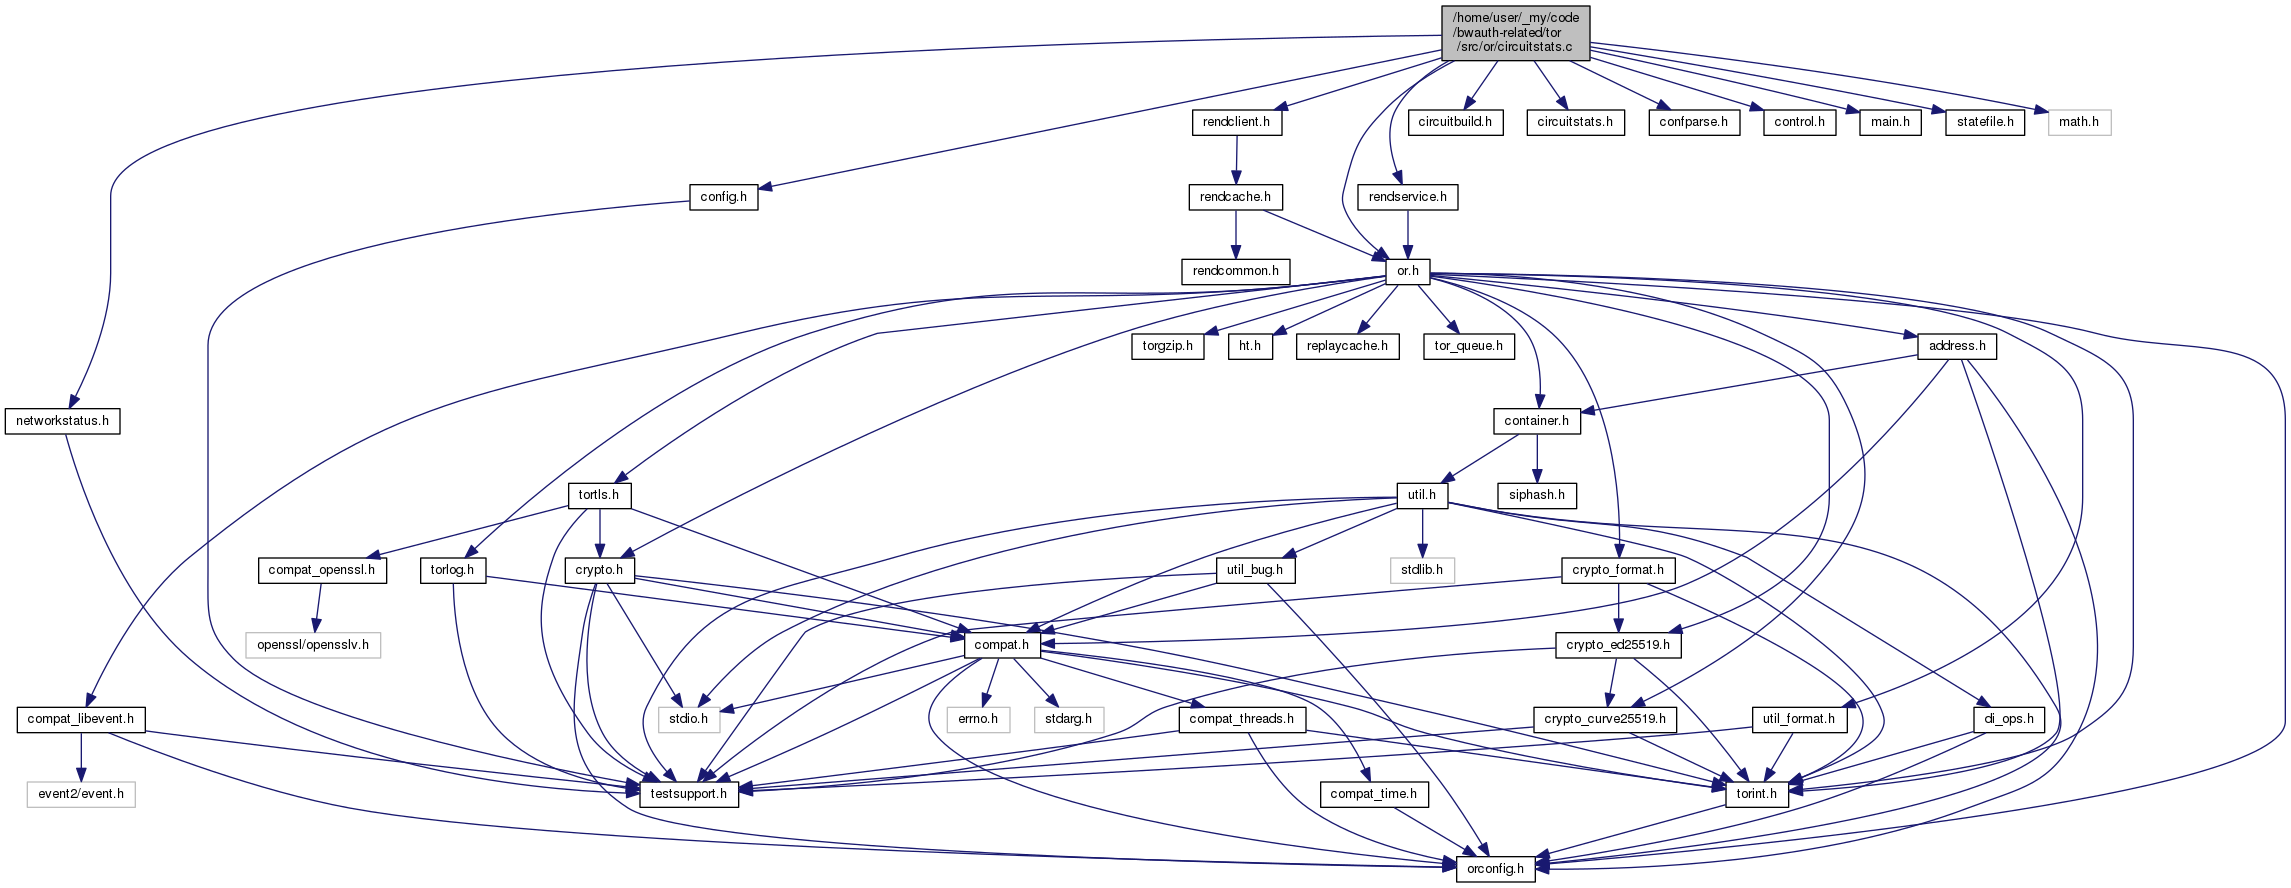 /home/user/_my/code
/bwauth-related/tor
/src/or/circuitstats.c
rendclient.h
circuitbuild.h
circuitstats.h
confparse.h
control.h
main.h
statefile.h
math.h
config.h
rendcache.h
rendservice.h
rendcommon.h
or.h
torgzip.h
ht.h
replaycache.h
tor_queue.h
address.h
networkstatus.h
container.h
tortls.h
util.h
siphash.h
compat_openssl.h
torlog.h
crypto.h
util_bug.h
stdlib.h
crypto_format.h
openssl/opensslv.h
compat.h
crypto_ed25519.h
compat_libevent.h
stdio.h
errno.h
stdarg.h
compat_threads.h
crypto_curve25519.h
util_format.h
di_ops.h
event2/event.h
testsupport.h
compat_time.h
torint.h
orconfig.h